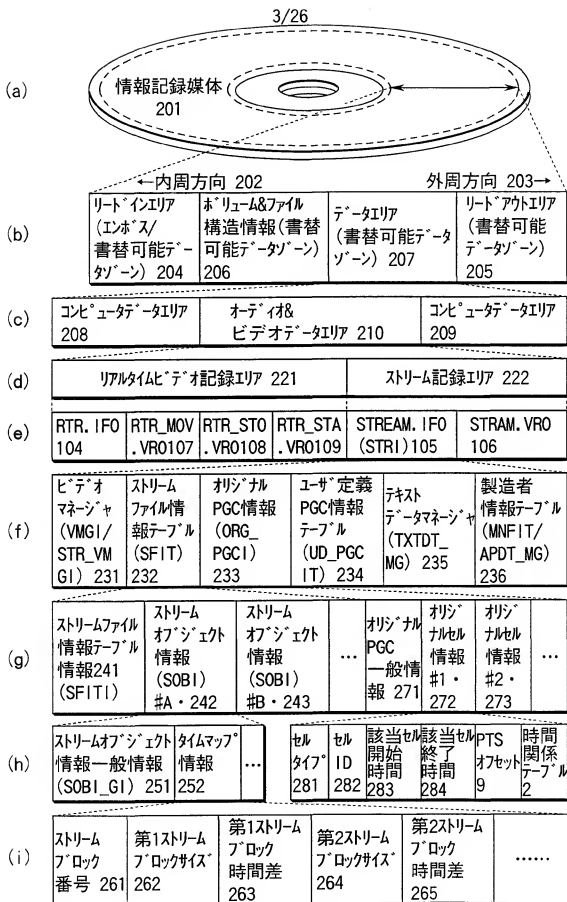 3/26
(a)
情報記録媒体
201
←内周方向 202
外周方向 203→
(b)
リードインエリア
(エンボス/
書替可能デー
タゾーン) 204
ボリューム&ファイル
構造情報(書替
可能データゾーン)
206
データエリア
(書替可能データ
ゾーン) 207
リードアウトエリア
(書替可能
データゾーン)
205
(c)
コンピュータデータエリア
208
オーディオ&
ビデオデータエリア 210
コンピュータデータエリア
209
(d)
リアルタイムビデオ記録エリア 221
ストリーム記録エリア 222
(e)
RTR.IFO
104
RTR_MOV
.VRO107
RTR_STO
.VRO108
RTR_STA
.VRO109
STREAM.IFO
(STRI)105
STRAM.VRO
106
(f)
ビデオ
マネージャ
(VMGI/
STR_VM
GI) 231
ストリーム
ファイル情
報テーブル
(SFIT)
232
オリジナル
PGC情報
(ORG_
PGCI)
233
ユーザ定義
PGC情報
テーブル
(UD_PGC
IT) 234
テキスト
データマネージャ
(TXTDT_
MG) 235
製造者
情報テーブル
(MNFIT/
APDT_MG)
236
(g)
ストリームファイル
情報テーブル
情報241
(SFITI)
ストリーム
オブジェクト
情報
(SOBI)
#A・242
ストリーム
オブジェクト
情報
(SOBI)
#B・243
…
オリジナル
PGC
一般情
報 271
オリジ
ナルセル
情報
#1・
272
オリジ
ナルセル
情報
#2・
273
…
(h)
ストリームオブジェクト
情報一般情報
(SOBI_GI) 251
タイムマップ
情報
252
…
セル
タイプ
281
セル
ID
282
該当セル
開始
時間
283
該当セル
終了
時間
284
PTS
オフセット
9
時間
関係
テーブル
2
(i)
ストリーム
ブロック
番号 261
第1ストリーム
ブロックサイズ
262
第1ストリーム
ブロック
時間差
263
第2ストリーム
ブロックサイズ
264
第2ストリーム
ブロック
時間差
265
……